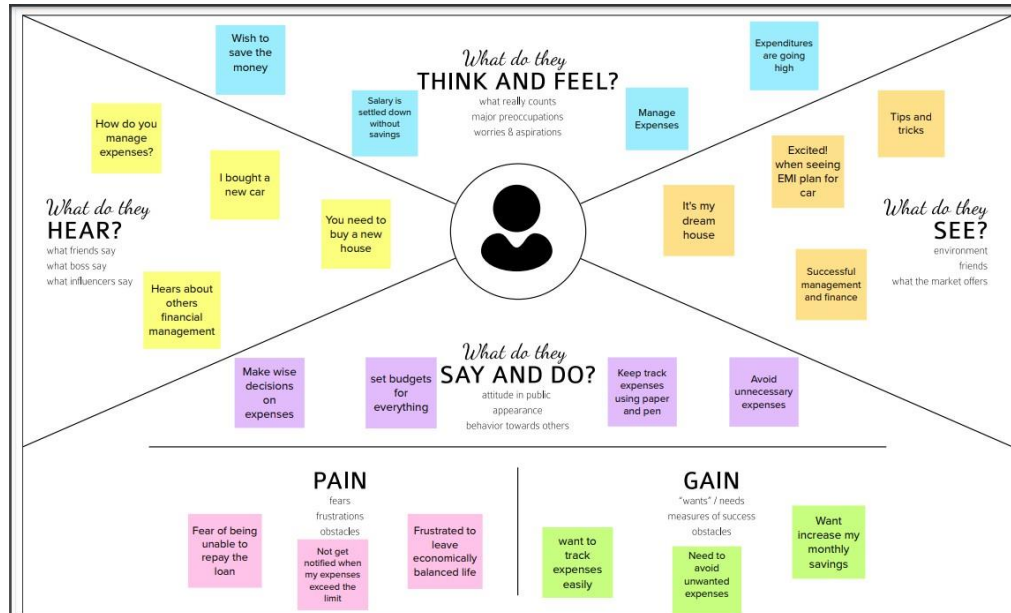 What do they
THINK AND FEEL?
what really counts
major preoccupations
worries & aspirations
Wish to
save the
money
Salary is
settled down
without
savings
Manage
Expenses
Expenditures
are going
high
What do they
HEAR?
what friends say
what boss say
what influencers say
How do you
manage
expenses?
I bought a
new car
You need to
buy a new
house
Hears about
others
financial
management
What do they
SEE?
environment
friends
what the market offers
Tips and
tricks
Excited!
when seeing
EMI plan for
car
It's my
dream
house
Successful
management
and finance
What do they
SAY AND DO?
attitude in public
appearance
behavior towards others
Make wise
decisions
on
expenses
set budgets
for
everything
Keep track
expenses
using paper
and pen
Avoid
unnecessary
expenses
PAIN
fears
frustrations
obstacles
Fear of being
unable to
repay the
loan
Not get
notified when
my expenses
exceed the
limit
Frustrated to
leave
economically
balanced life
GAIN
"wants" / needs
measures of success
obstacles
want to
track
expenses
easily
Need to
avoid
unwanted
expenses
Want
increase my
monthly
savings